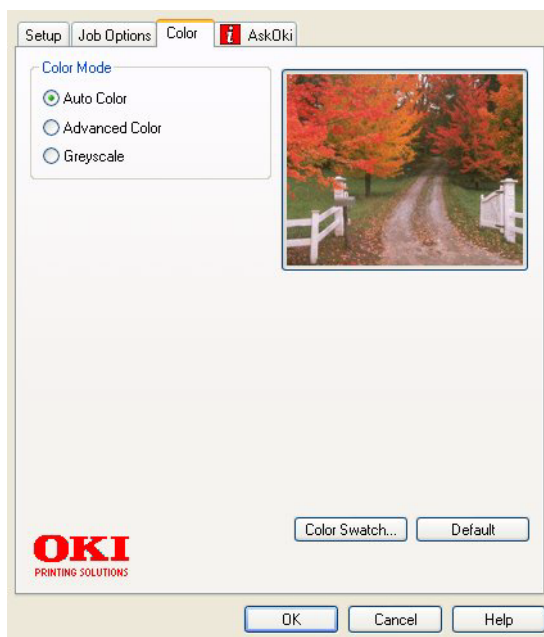 Setup Job Options Color i AskOki
Color Mode
Auto Color
Advanced Color
Greyscale
Color Swatch... Default
OKI
PRINTING SOLUTIONS
OK Cancel Help